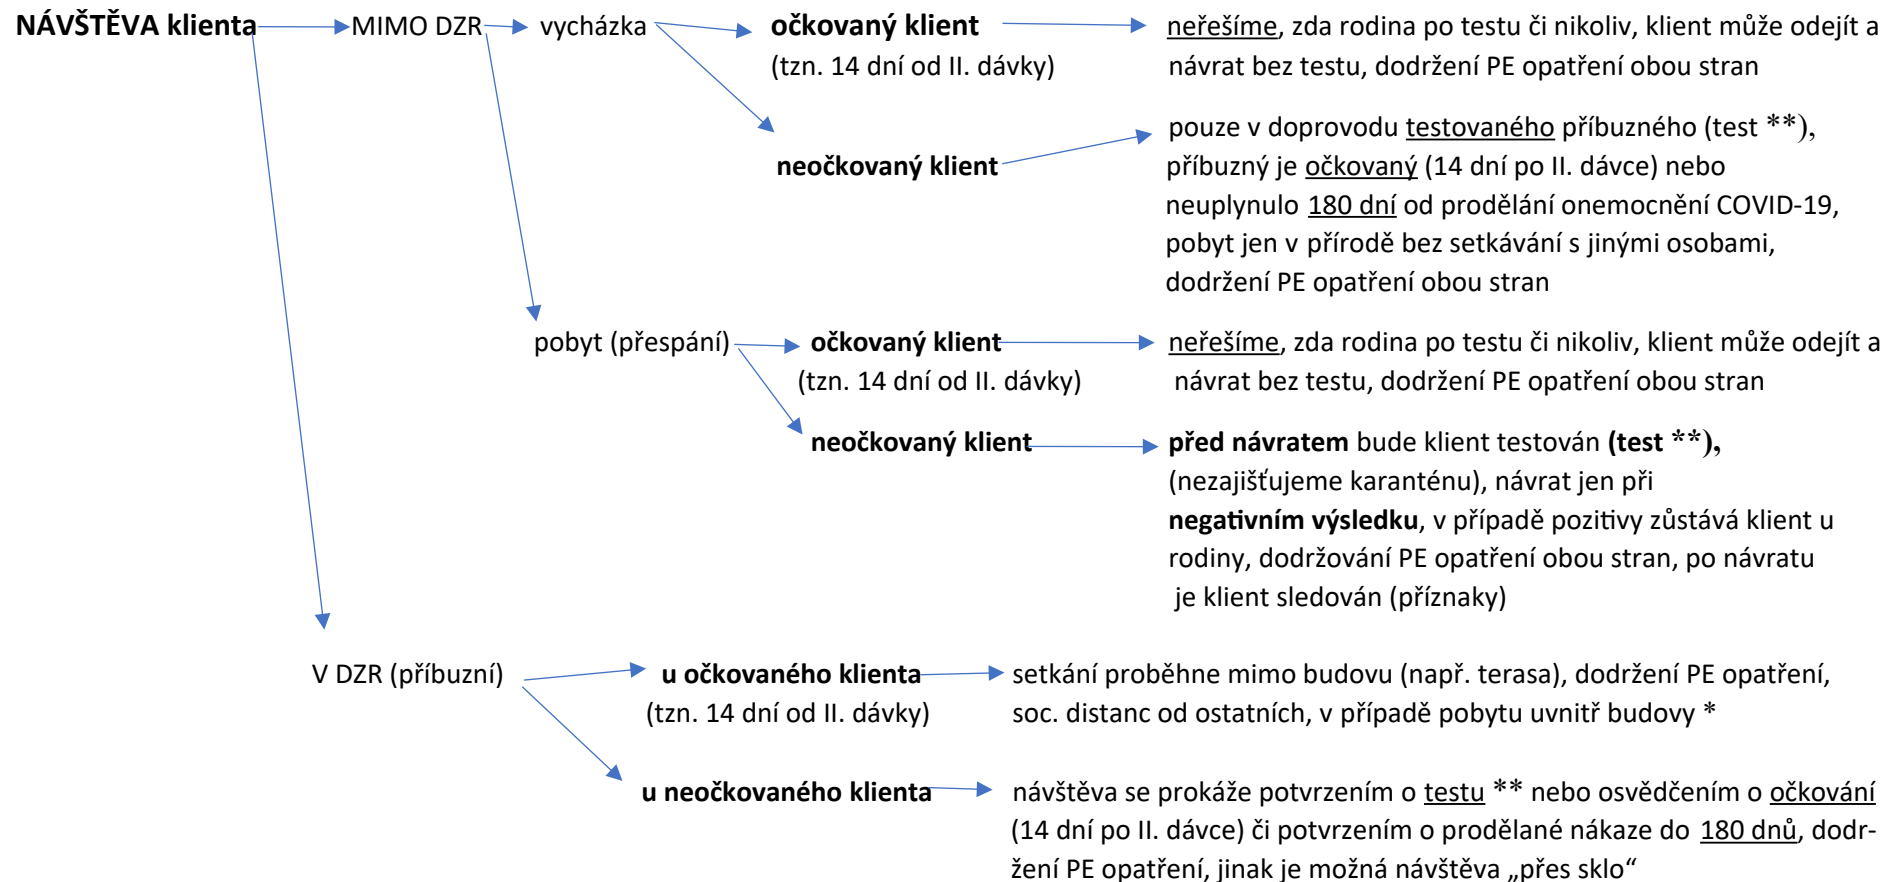 NÁVŠTĚVA klienta MIMO DZR vycházka očkovaný klient neřešíme, zda rodina po testu či nikoliv, klient může odejít a
(tzn. 14 dní od II. dávky) návrat bez testu, dodržení PE opatření obou stran
pouze v doprovodu testovaného příbuzného (test **),
neočkovaný klient příbuzný je očkovaný (14 dní po II. dávce) nebo
neuplynulo 180 dní od prodělání onemocnění COVID-19,
pobyt jen v přírodě bez setkávání s jinými osobami,
dodržení PE opatření obou stran
pobyt (přespání) očkovaný klient neřešíme, zda rodina po testu či nikoliv, klient může odejít a
(tzn. 14 dní od II. dávky) návrat bez testu, dodržení PE opatření obou stran
neočkovaný klient před návratem bude klient testován (test **),
(nezajišťujeme karanténu), návrat jen při
negativním výsledku, v případě pozitivy zůstává klient u
rodiny, dodržování PE opatření obou stran, po návratu
je klient sledován (příznaky)
V DZR (příbuzní) u očkovaného klienta setkání proběhne mimo budovu (např. terasa), dodržení PE opatření,
(tzn. 14 dní od II. dávky) soc. distanc od ostatních, v případě pobytu uvnitř budovy *
u neočkovaného klienta návštěva se prokáže potvrzením o testu ** nebo osvědčením o očkování
(14 dní po II. dávce) či potvrzením o prodělané nákaze do 180 dnů, dodr-
žení PE opatření, jinak je možná návštěva „přes sklo“